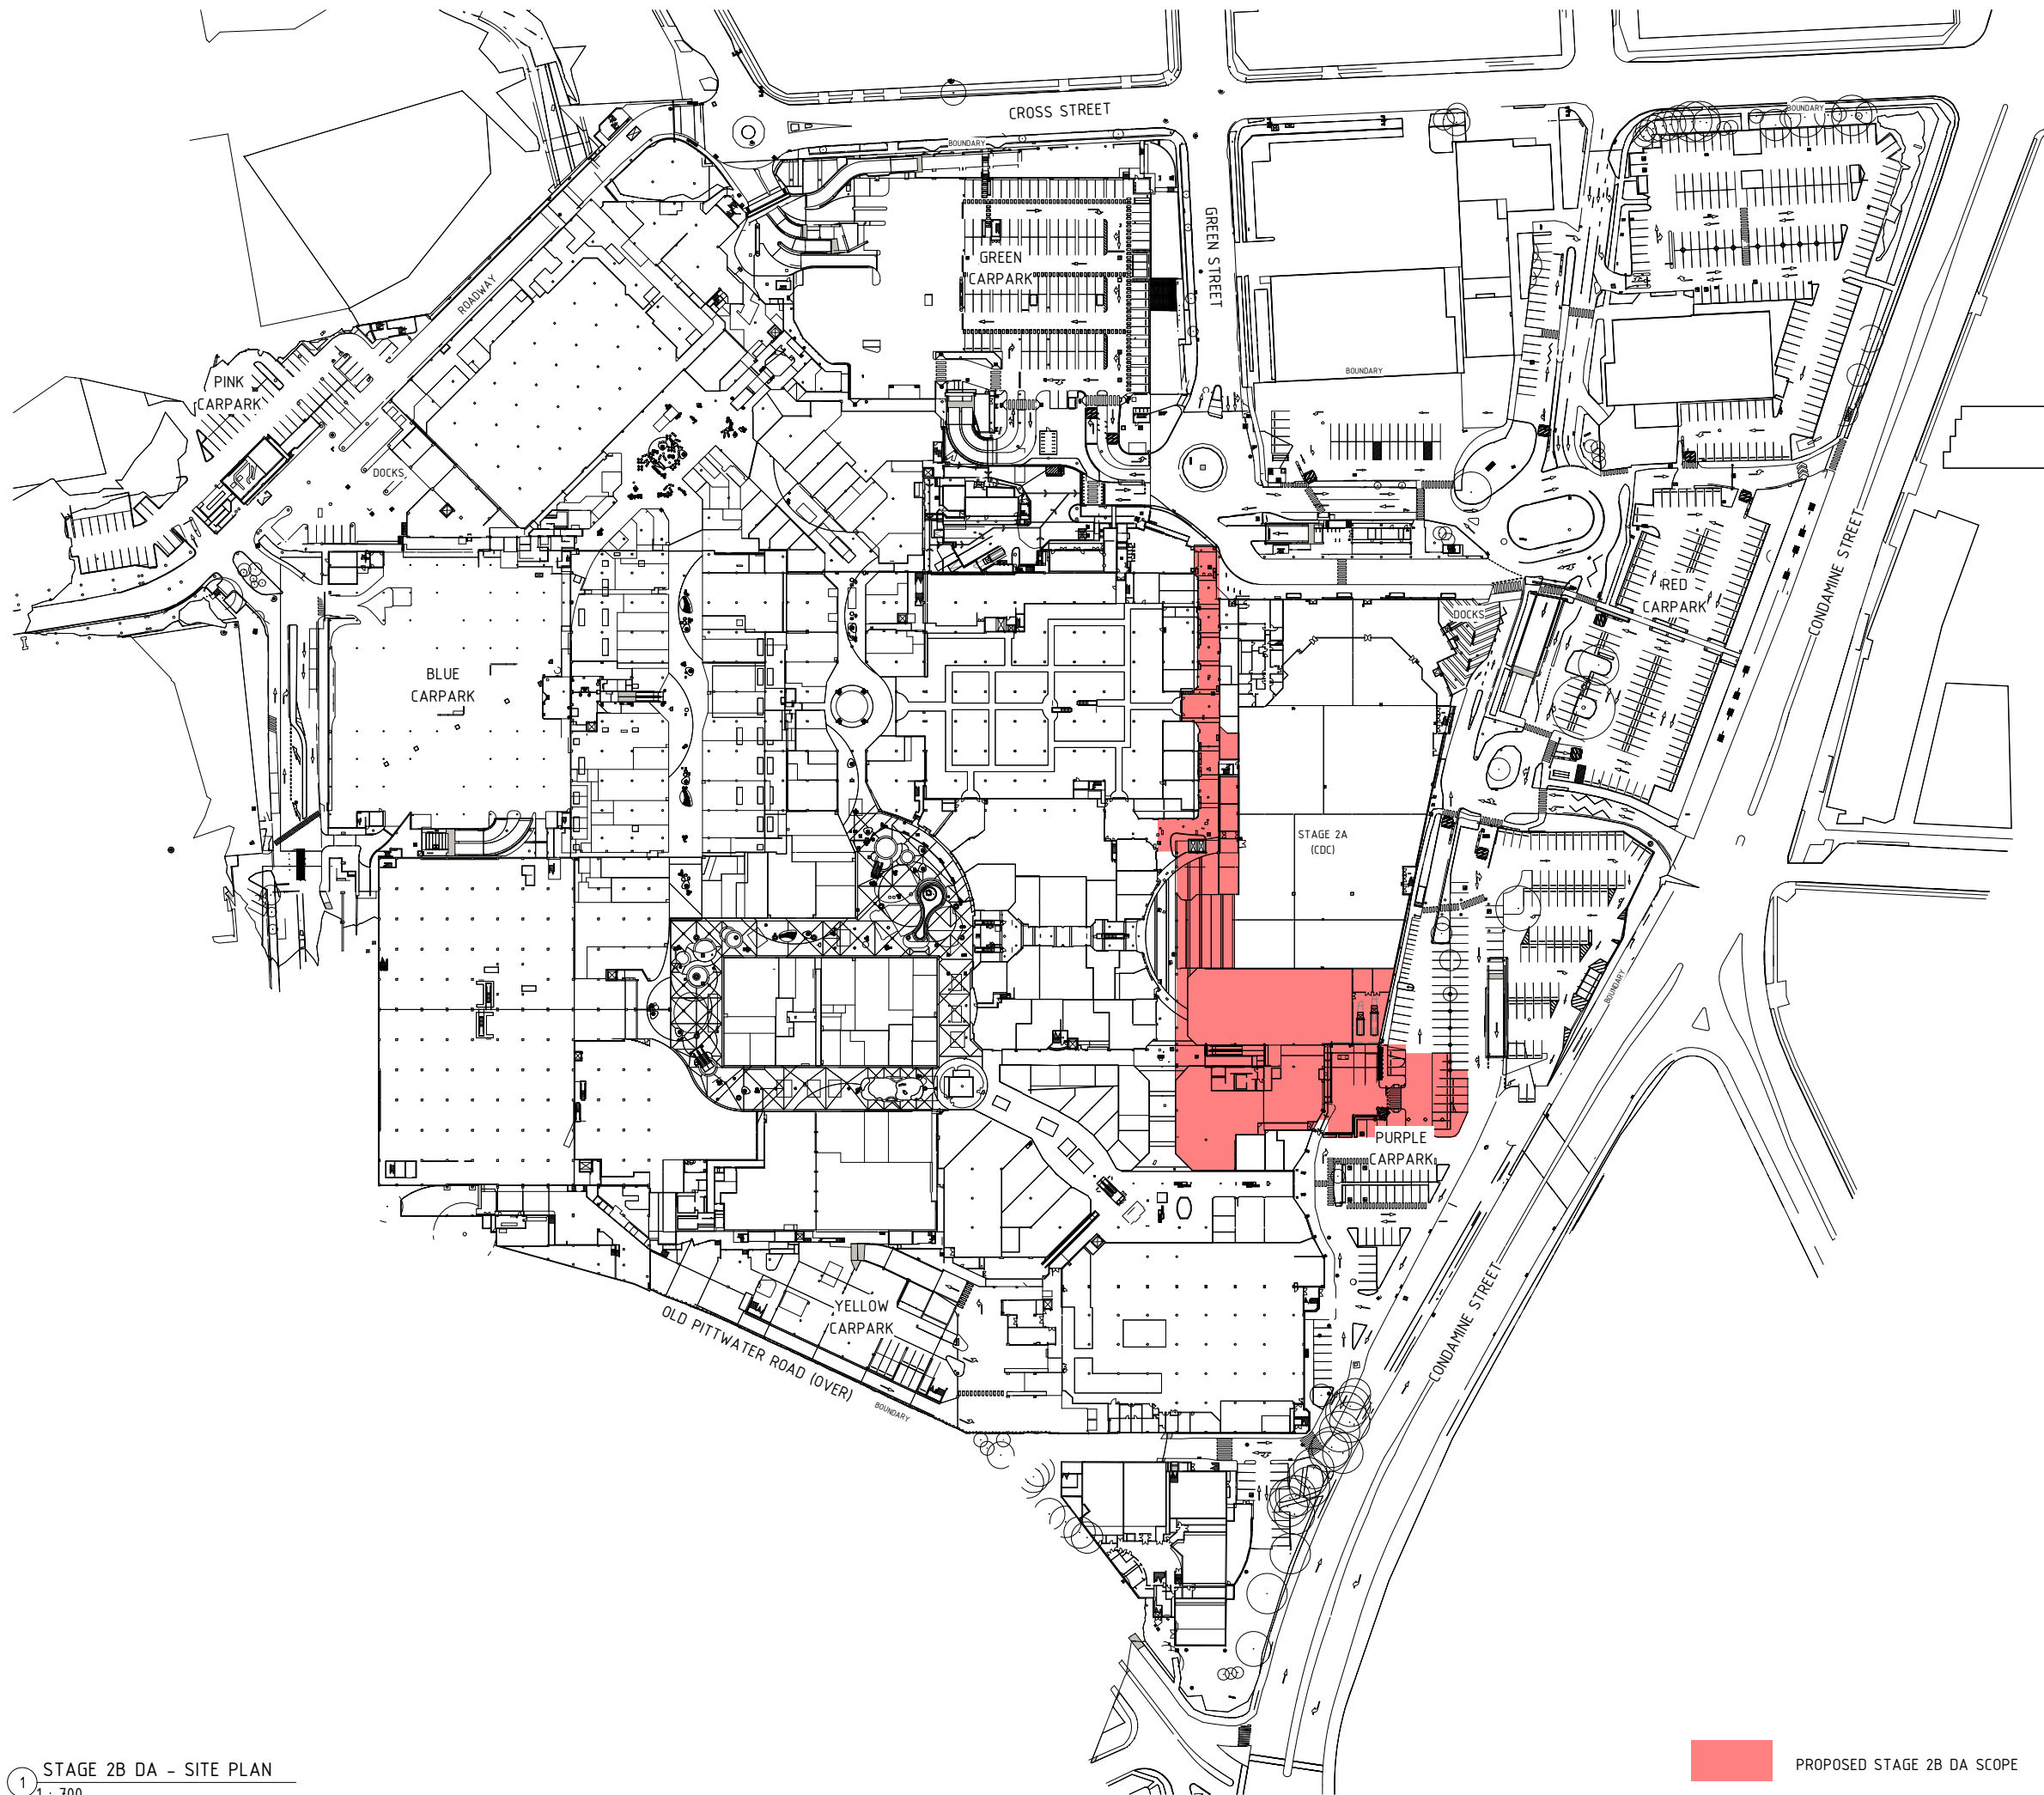 CROSS STREET
BOUNDARY
BOUNDARY
GREEN STREET
GREEN
CARPARK
ROADWAY
BOUNDARY
PINK
CARPARK
DOCKS
CONDAMINE STREET
RED
CARPARK
DOCKS
BLUE
CARPARK
STAGE 2A
(CDC)
BOUNDARY
PURPLE
CARPARK
YELLOW
CARPARK
OLD PITTWATER ROAD (OVER)
BOUNDARY
CONDAMINE STREET
1
STAGE 2B DA - SITE PLAN
1 : 700
PROPOSED STAGE 2B DA SCOPE